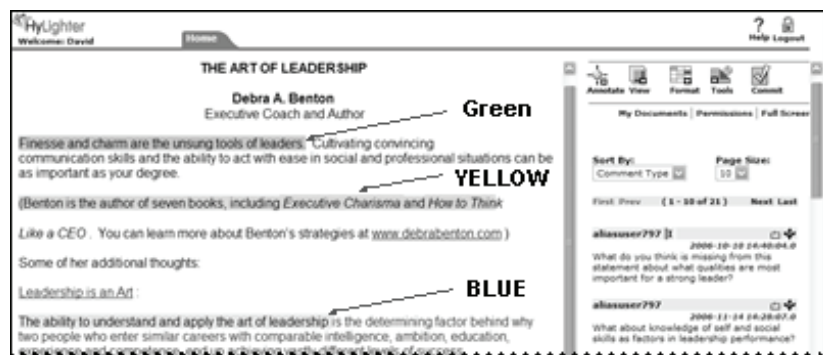 HyLighter
Welcome: David
Home
Help Logout
THE ART OF LEADERSHIP
Debra A. Benton
Executive Coach and Author
Green
Finesse and charm are the unsung tools of leaders. Cultivating convincing
communication skills and the ability to act with ease in social and professional situations can be
as important as your degree.
YELLOW
(Benton is the author of seven books, including Executive Charisma and How to Think
Like a CEO . You can learn more about Benton's strategies at www.debrabenton.com )
Some of her additional thoughts:
Leadership is an Art :
BLUE
The ability to understand and apply the art of leadership is the determining factor behind why
two people who enter similar careers with comparable intelligence, ambition, education,
Annotate View Format Tools Commit
My Documents | Permissions | Full Screen
Sort By: Page Size:
Comment Type 10
First Prev ( 1 - 10 of 21 ) Next Last
aliasuser797 1
2006-10-10 14:40:04.0
What do you think is missing from this
statement about what qualities are most
important for a strong leader?
aliasuser797
2006-11-14 14:28:07.0
What about knowledge of self and social
skills as factors in leadership performance?